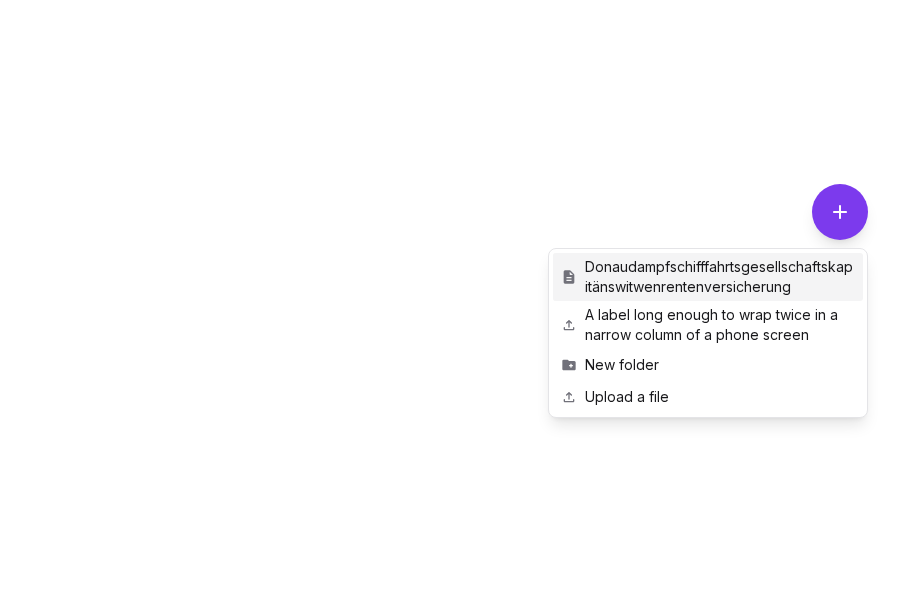 Donaudampfschifffahrtsgesellschaftskap
itänswitwenrentenversicherung
A label long enough to wrap twice in a
narrow column of a phone screen
New folder
Upload a file